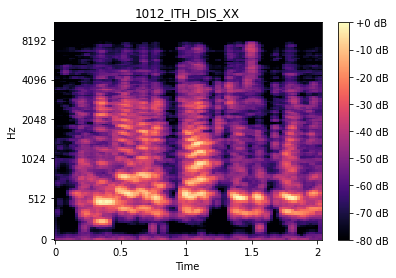 1012_ITH_DIS_XX
Hz
8192
4096
2048
1024
512
0
0
0.5
1
1.5
2
Time
+0 dB
-10 dB
-20 dB
-30 dB
-40 dB
-50 dB
-60 dB
-70 dB
-80 dB